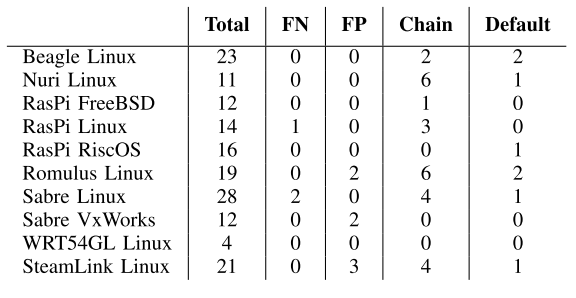 Total FN FP Chain Default
Beagle Linux 23 0 0 2 2
Nuri Linux 11 0 0 6 1
RasPi FreeBSD 12 0 0 1 0
RasPi Linux 14 1 0 3 0
RasPi RiscOS 16 0 0 0 1
Romulus Linux 19 0 2 6 2
Sabre Linux 28 2 0 4 1
Sabre VxWorks 12 0 2 0 0
WRT54GL Linux 4 0 0 0 0
SteamLink Linux 21 0 3 4 1